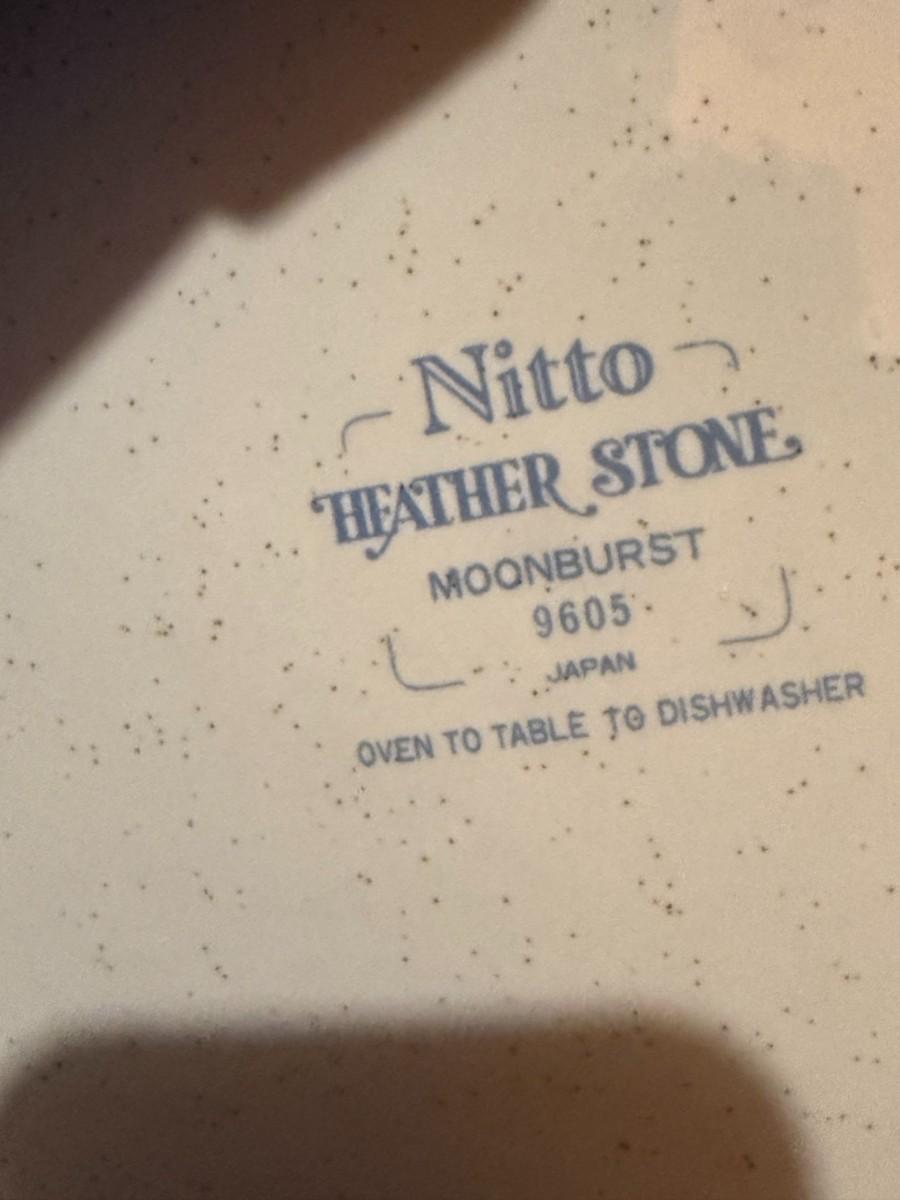 Nitto
HEATHER STONE
MOONBURST
9605
JAPAN
OVEN TO TABLE TO DISHWASHER